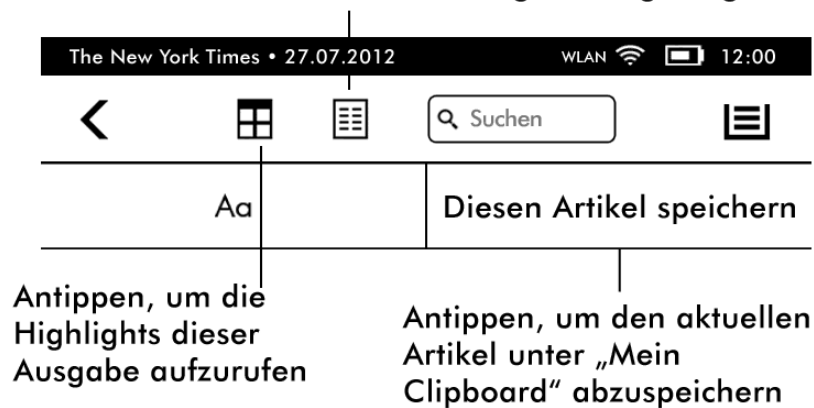 The New York Times • 27.07.2012 WLAN 12:00
Suchen
Aa Diesen Artikel speichern
Antippen, um die
Highlights dieser
Ausgabe aufzurufen
Antippen, um den aktuellen
Artikel unter „Mein
Clipboard“ abzuspeichern